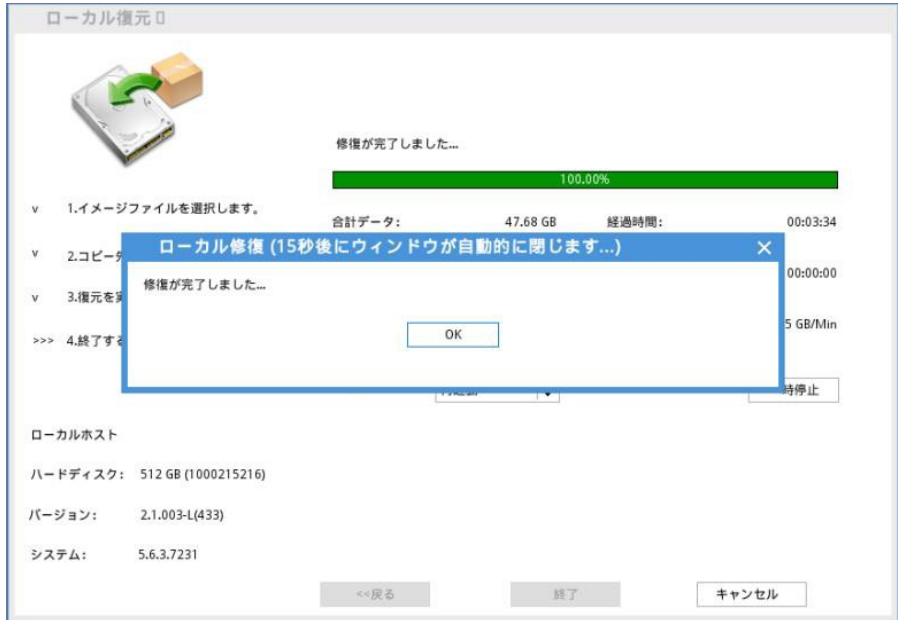 ローカル復元 ▯
修復が完了しました...
100.00%
v 1.イメージファイルを選択します。
合計データ: 47.68 GB 経過時間: 00:03:34
ローカル修復 (15秒後にウィンドウが自動的に閉じます...) ×
v 2.コピー
00:00:00
修復が完了しました...
v 3.復元を
5 GB/Min
OK
>>> 4.終了する
時停止
ローカルホスト
ハードディスク: 512 GB (1000215216)
バージョン: 2.1.003-L(433)
システム: 5.6.3.7231
<<戻る 終了 キャンセル